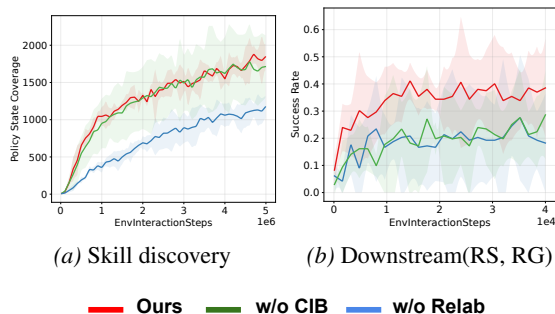 Policy State Coverage
2000
1500
1000
500
0
0 1 2 3 4 5
1e6
EnvInteractionSteps
(a) Skill discovery
Success Rate
0.6
0.5
0.4
0.3
0.2
0.1
0.0
0 1 2 3 4
1e4
EnvInteractionSteps
(b) Downstream(RS, RG)
Ours w/o CIB w/o Relab